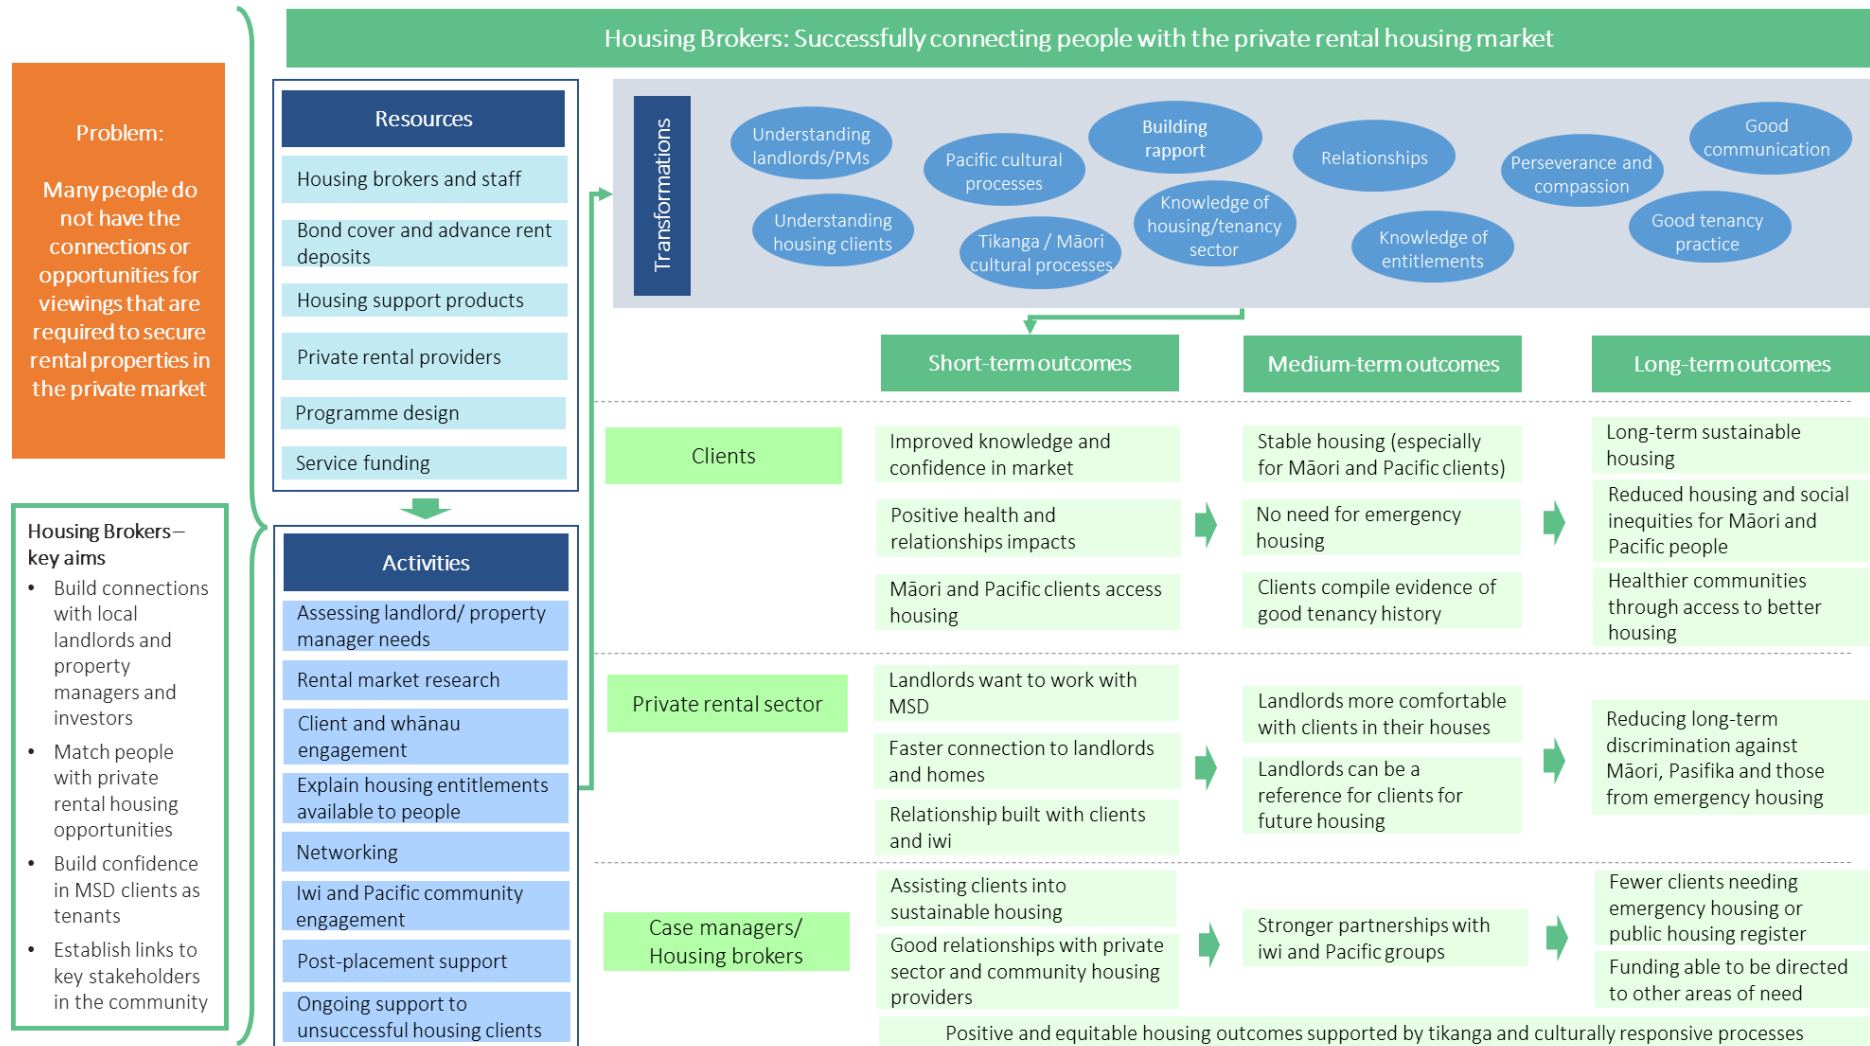 Housing Brokers: Successfully connecting people with the private rental housing market
Problem:
Many people do
not have the
connections or
opportunities for
viewings that are
required to secure
rental properties in
the private market
Housing Brokers –
key aims
• Build connections
with local
landlords and
property
managers and
investors
• Match people
with private
rental housing
opportunities
• Build confidence
in MSD clients as
tenants
• Establish links to
key stakeholders
in the community
Resources
Housing brokers and staff
Bond cover and advance rent
deposits
Housing support products
Private rental providers
Programme design
Service funding
Activities
Assessing landlord/ property
manager needs
Rental market research
Client and whānau
engagement
Explain housing entitlements
available to people
Networking
Iwi and Pacific community
engagement
Post-placement support
Ongoing support to
unsuccessful housing clients
Transformations
Understanding
landlords/PMs
Understanding
housing clients
Pacific cultural
processes
Tikanga / Māori
cultural processes
Building
rapport
Knowledge of
housing/tenancy
sector
Relationships
Knowledge of
entitlements
Perseverance and
compassion
Good
communication
Good tenancy
practice
Short-term outcomes
Medium-term outcomes
Long-term outcomes
Clients
Improved knowledge and
confidence in market
Positive health and
relationships impacts
Māori and Pacific clients access
housing
Stable housing (especially
for Māori and Pacific clients)
No need for emergency
housing
Clients compile evidence of
good tenancy history
Long-term sustainable
housing
Reduced housing and social
inequities for Māori and
Pacific people
Healthier communities
through access to better
housing
Private rental sector
Landlords want to work with
MSD
Faster connection to landlords
and homes
Relationship built with clients
and iwi
Landlords more comfortable
with clients in their houses
Landlords can be a
reference for clients for
future housing
Reducing long-term
discrimination against
Māori, Pasifika and those
from emergency housing
Case managers/
Housing brokers
Assisting clients into
sustainable housing
Good relationships with private
sector and community housing
providers
Stronger partnerships with
iwi and Pacific groups
Fewer clients needing
emergency housing or
public housing register
Funding able to be directed
to other areas of need
Positive and equitable housing outcomes supported by tikanga and culturally responsive processes